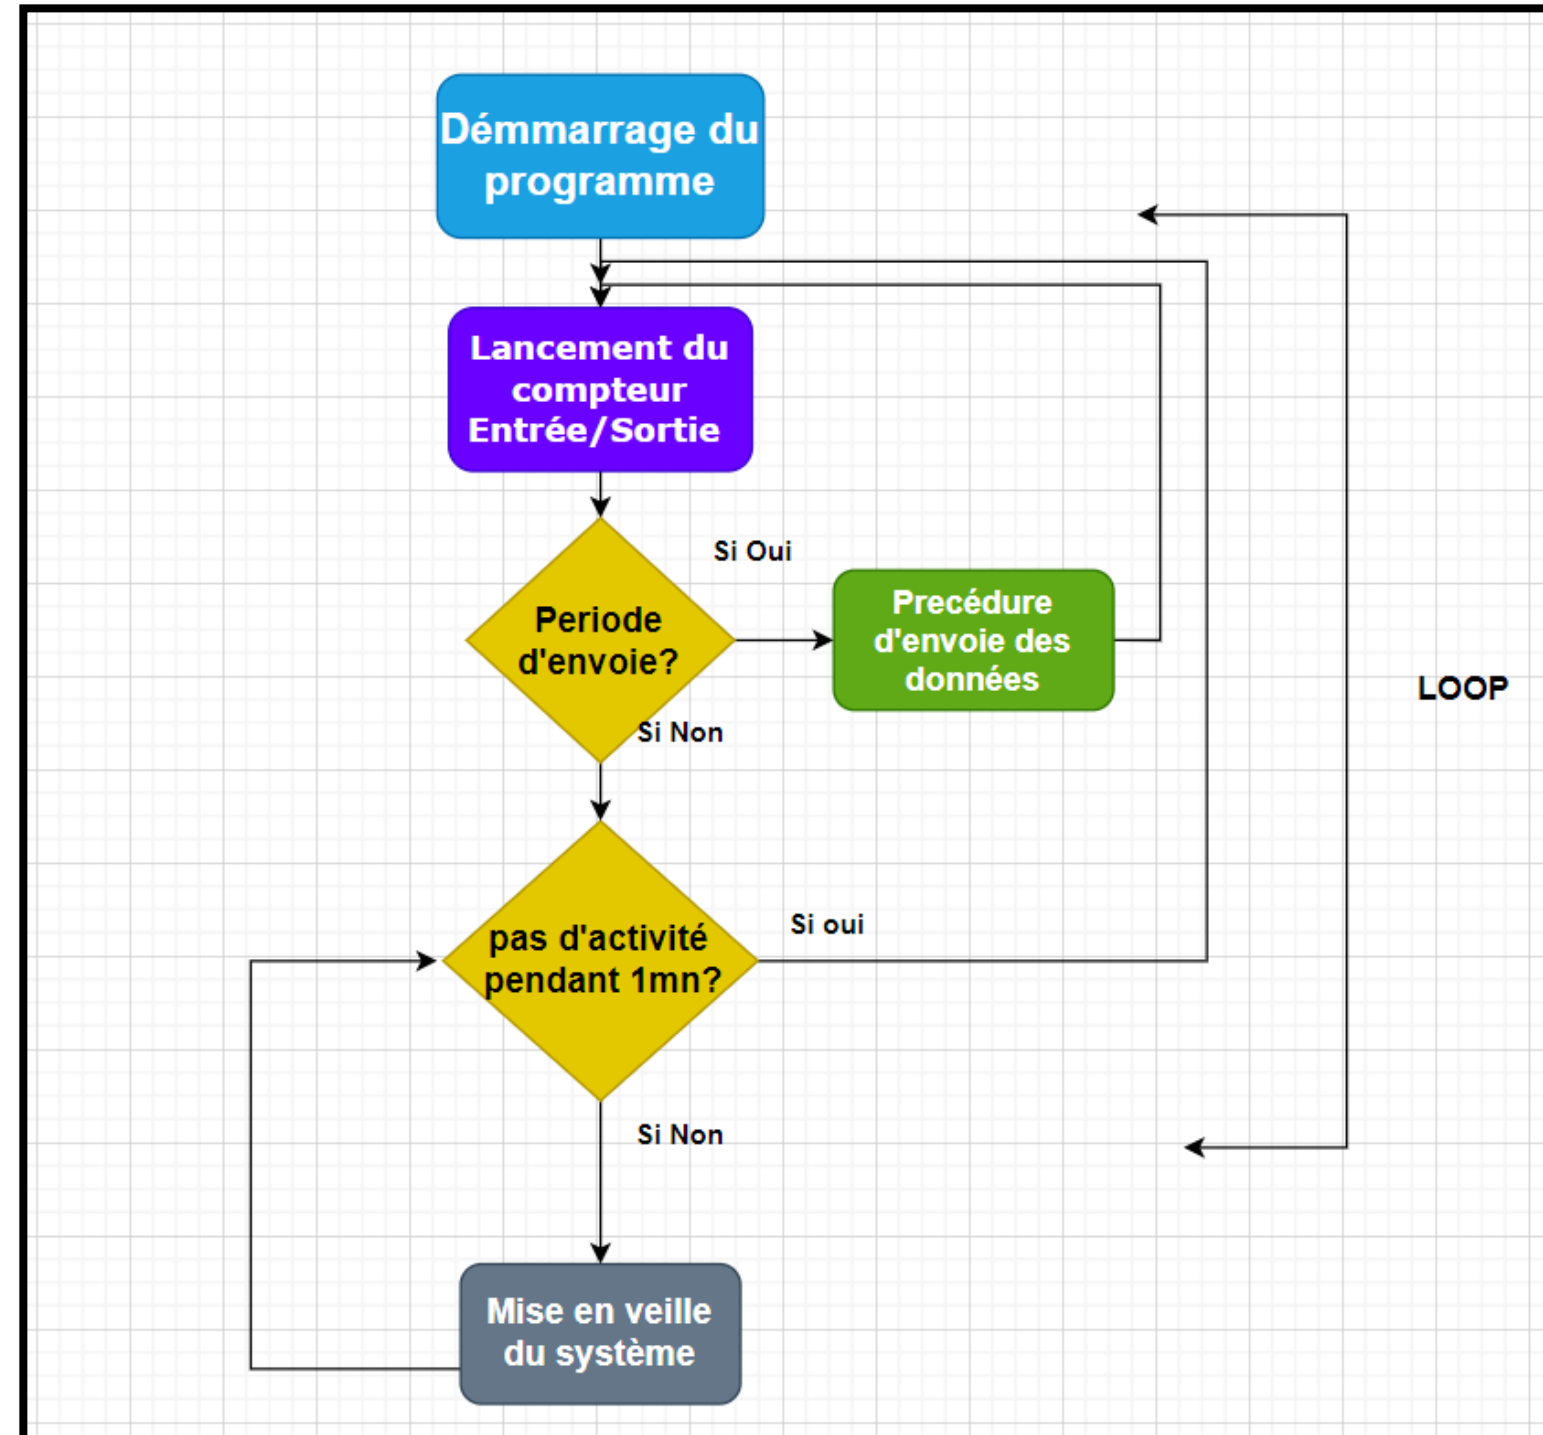 Démmarrage du
programme
Lancement du
compteur
Entrée/Sortie
Si Oui
Periode
d'envoie?
Precédure
d'envoie des
données
Si Non
LOOP
pas d'activité
pendant 1mn?
Si oui
Si Non
Mise en veille
du système